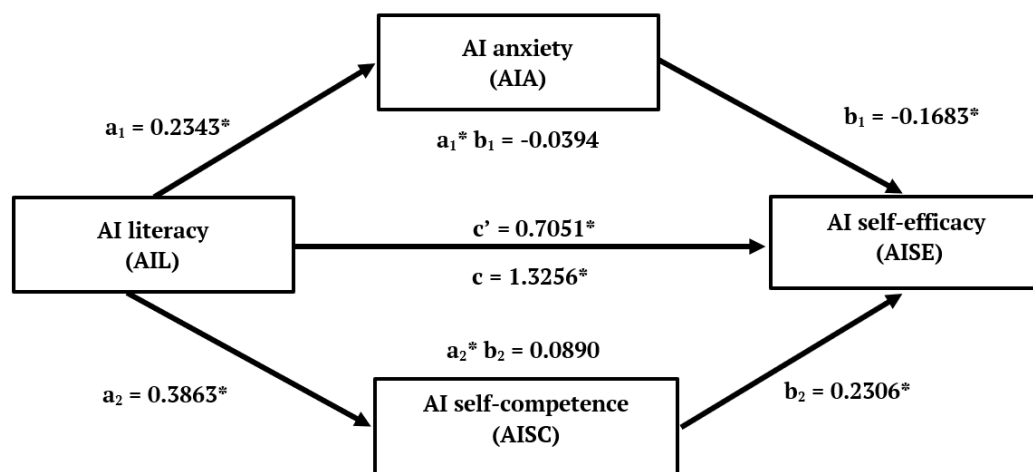 AI anxiety
(AIA)
a₁ = 0.2343*
b₁ = -0.1683*
a₁* b₁ = -0.0394
AI literacy
(AIL)
c’ = 0.7051*
c = 1.3256*
AI self-efficacy
(AISE)
a₂* b₂ = 0.0890
a₂ = 0.3863*
b₂ = 0.2306*
AI self-competence
(AISC)